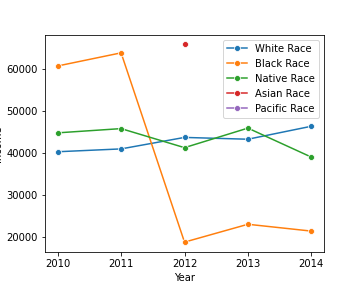 White Race
Black Race
Native Race
Asian Race
Pacific Race
60000
50000
40000
30000
20000
2010
2011
2012
2013
2014
Year